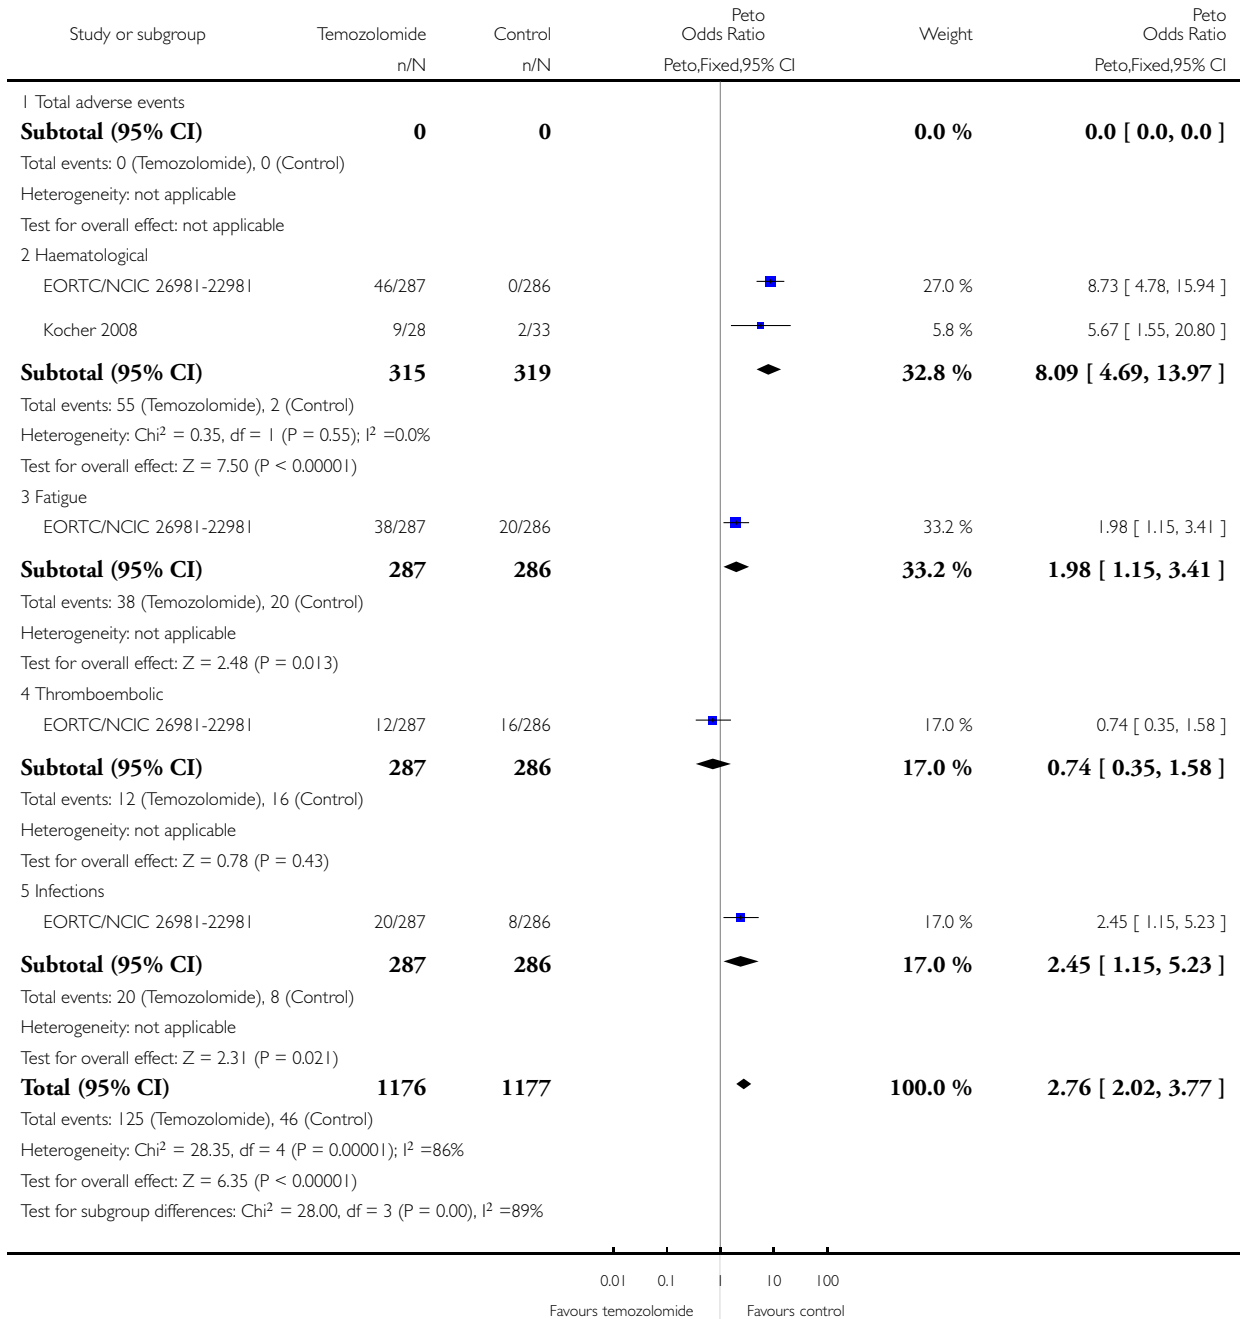 Peto Peto
Study or subgroup Temozolomide Control Odds Ratio Weight Odds Ratio
n/N n/N Peto,Fixed,95% CI Peto,Fixed,95% CI
1 Total adverse events
Subtotal (95% CI) 0 0 0.0 % 0.0 [ 0.0, 0.0 ]
Total events: 0 (Temozolomide), 0 (Control)
Heterogeneity: not applicable
Test for overall effect: not applicable
2 Haematological
EORTC/NCIC 26981-22981 46/287 0/286 27.0 % 8.73 [ 4.78, 15.94 ]
Kocher 2008 9/28 2/33 5.8 % 5.67 [ 1.55, 20.80 ]
Subtotal (95% CI) 315 319 32.8 % 8.09 [ 4.69, 13.97 ]
Total events: 55 (Temozolomide), 2 (Control)
Heterogeneity: Chi² = 0.35, df = 1 (P = 0.55); I² =0.0%
Test for overall effect: Z = 7.50 (P < 0.00001)
3 Fatigue
EORTC/NCIC 26981-22981 38/287 20/286 33.2 % 1.98 [ 1.15, 3.41 ]
Subtotal (95% CI) 287 286 33.2 % 1.98 [ 1.15, 3.41 ]
Total events: 38 (Temozolomide), 20 (Control)
Heterogeneity: not applicable
Test for overall effect: Z = 2.48 (P = 0.013)
4 Thromboembolic
EORTC/NCIC 26981-22981 12/287 16/286 17.0 % 0.74 [ 0.35, 1.58 ]
Subtotal (95% CI) 287 286 17.0 % 0.74 [ 0.35, 1.58 ]
Total events: 12 (Temozolomide), 16 (Control)
Heterogeneity: not applicable
Test for overall effect: Z = 0.78 (P = 0.43)
5 Infections
EORTC/NCIC 26981-22981 20/287 8/286 17.0 % 2.45 [ 1.15, 5.23 ]
Subtotal (95% CI) 287 286 17.0 % 2.45 [ 1.15, 5.23 ]
Total events: 20 (Temozolomide), 8 (Control)
Heterogeneity: not applicable
Test for overall effect: Z = 2.31 (P = 0.021)
Total (95% CI) 1176 1177 100.0 % 2.76 [ 2.02, 3.77 ]
Total events: 125 (Temozolomide), 46 (Control)
Heterogeneity: Chi² = 28.35, df = 4 (P = 0.00001); I² =86%
Test for overall effect: Z = 6.35 (P < 0.00001)
Test for subgroup differences: Chi² = 28.00, df = 3 (P = 0.00), I² =89%
0.01 0.1 1 10 100
Favours temozolomide Favours control